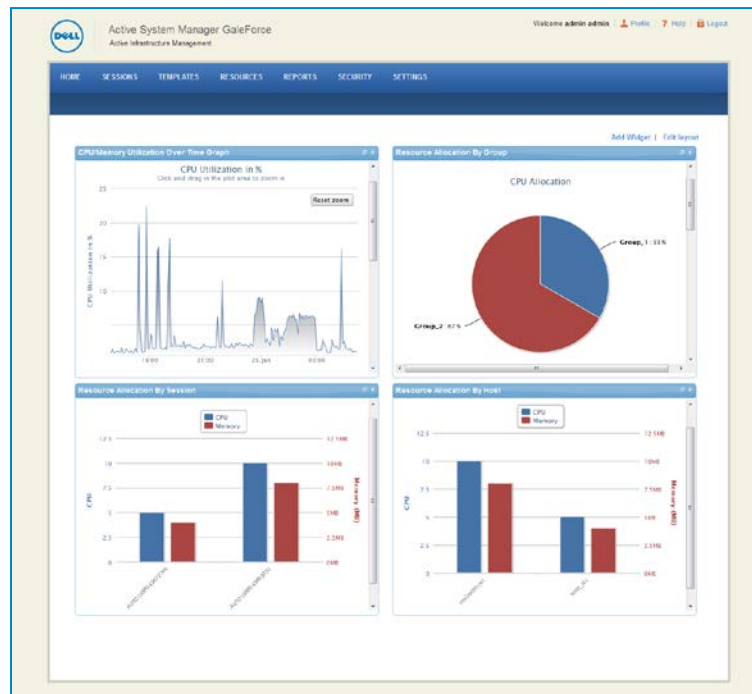 DELL
Active System Manager GaleForce
Active Infrastructure Management
Welcome admin admin | Profile | ? Help | Logout
HOME SESSIONS TEMPLATES RESOURCES REPORTS SECURITY SETTINGS
Add Widget | Edit layout
CPU/Memory Utilization Over Time Graph
CPU Utilization in %
Click and drag in the plot area to zoom in
Reset zoom
25
20
15
10
CPU Utilization in %
18:00 21:00 25. Jan 03:00
Resource Allocation By Group
CPU Allocation
Group_1 : 33%
Group_2 : 67%
Resource Allocation By Session
CPU
Memory
12.5 12.5MB
10 10MB
7.5 7.5MB
5 5MB
2.5 2.5MB
0 0MB
CPU
Memory (MB)
Resource Allocation By Host
CPU
Memory
12.5 12.5MB
10 10MB
7.5 7.5MB
5 5MB
2.5 2.5MB
0 0MB
CPU
Memory (MB)